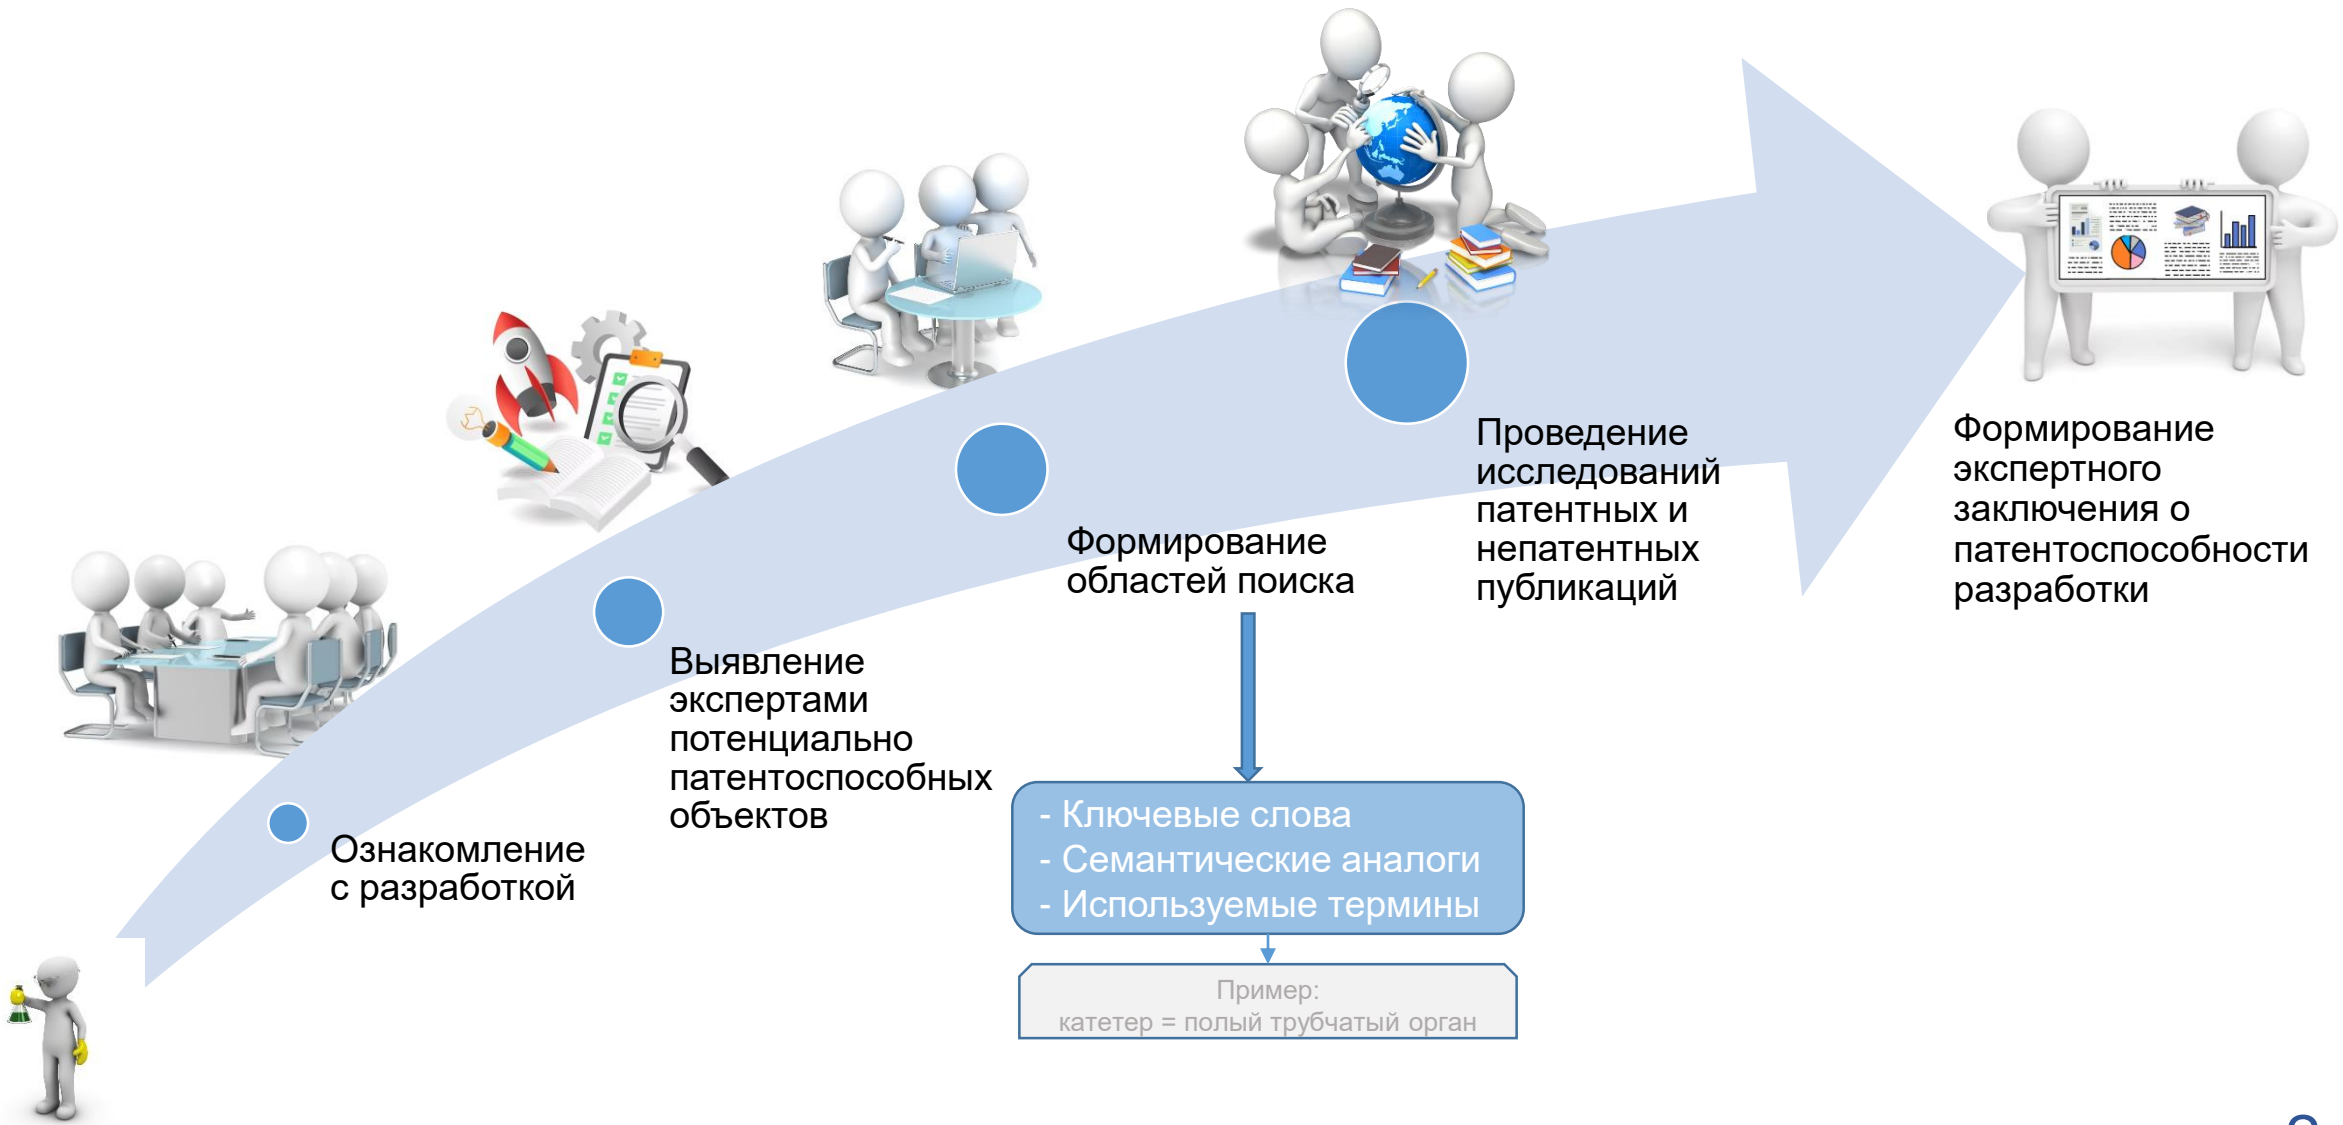 Ознакомление
с разработкой
Выявление
экспертами
потенциально
патентоспособных
объектов
Формирование
областей поиска
- Ключевые слова
- Семантические аналоги
- Используемые термины
Пример:
катетер = полый трубчатый орган
Проведение
исследований
патентных и
непатентных
публикаций
Формирование
экспертного
заключения о
патентоспособности
разработки